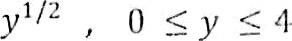 y^{1/2} , 0 ≤ y ≤ 4